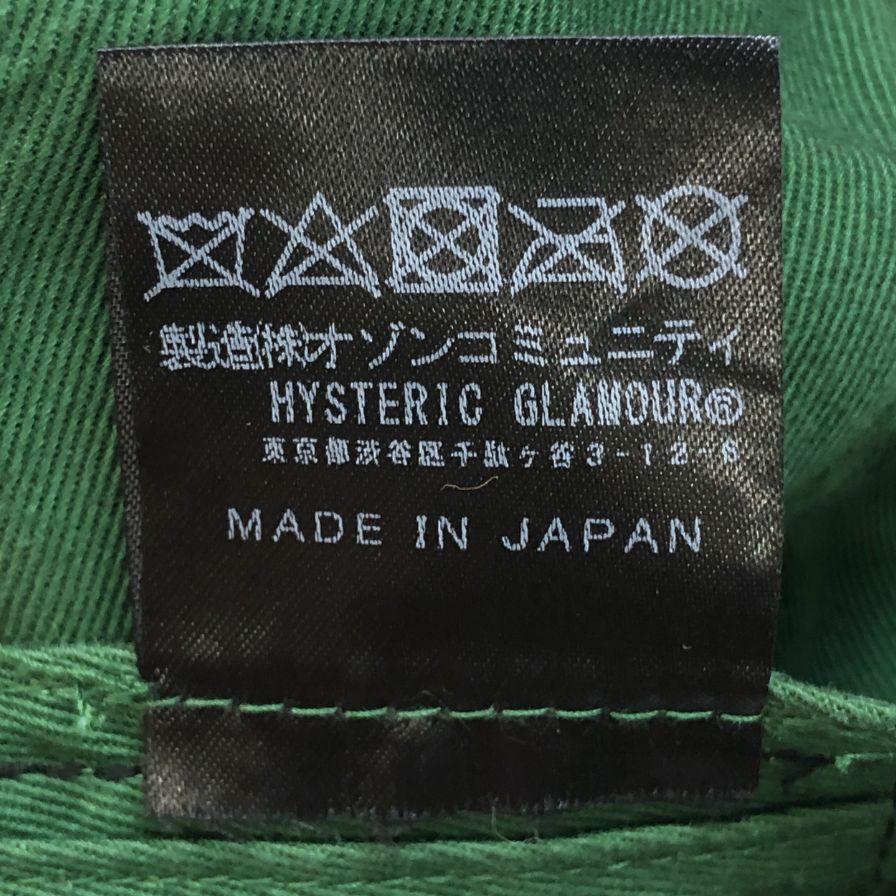 製造㈱オゾンコミュニティ
HYSTERIC GLAMOUR®
東京都渋谷区千駄ヶ谷3-12-6
MADE IN JAPAN